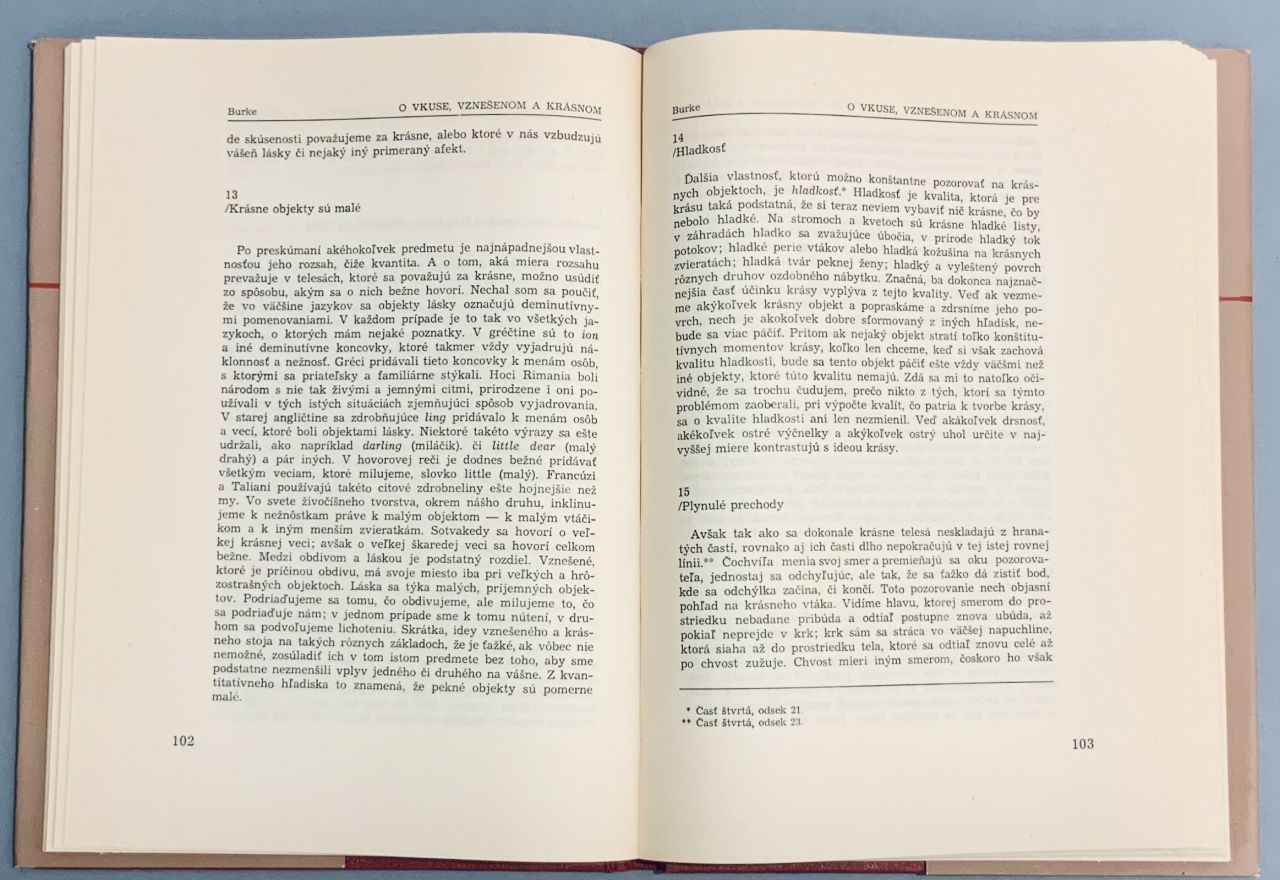 Burke O VKUSE, VZNEŠENOM A KRÁSNOM
de skúsenosti považujeme za krásne, alebo ktoré v nás vzbudzujú
vášeň lásky či nejaký iný primeraný afekt.
13
/Krásne objekty sú malé
Po preskúmaní akéhokoľvek predmetu je najnápadnejšou vlast-
nosťou jeho rozsah, čiže kvantita. A o tom, aká miera rozsahu
prevažuje v telesách, ktoré sa považujú za krásne, možno usúdiť
zo spôsobu, akým sa o nich bežne hovorí. Nechal som sa poučiť,
že vo väčšine jazykov sa objekty lásky označujú deminutívny-
mi pomenovaniami. V každom prípade je to tak vo všetkých ja-
zykoch, o ktorých mám nejaké poznatky. V gréčtine sú to ion
a iné deminutívne koncovky, ktoré takmer vždy vyjadrujú ná-
klonnosť a nežnosť. Gréci pridávali tieto koncovky k menám osôb,
s ktorými sa priateľsky a familiárne stýkali. Hoci Rimania boli
národom s nie tak živými a jemnými citmi, prirodzene i oni po-
užívali v tých istých situáciách zjemňujúci spôsob vyjadrovania.
V starej angličtine sa zdrobňujúce ling pridávalo k menám osôb
a vecí, ktoré boli objektami lásky. Niektoré takéto výrazy sa ešte
udržali, ako napríklad darling (miláčik). či little dear (malý
drahý) a pár iných. V hovorovej reči je dodnes bežné pridávať
všetkým veciam, ktoré milujeme, slovko little (malý). Francúzi
a Taliani používajú takéto citové zdrobneliny ešte hojnejšie než
my. Vo svete živočíšneho tvorstva, okrem nášho druhu, inklinu-
jeme k nežnôstkam práve k malým objektom — k malým vtáči-
kom a k iným menším zvieratkám. Sotvakedy sa hovorí o veľ-
kej krásnej veci; avšak o veľkej škaredej veci sa hovorí celkom
bežne. Medzi obdivom a láskou je podstatný rozdiel. Vznešené,
ktoré je príčinou obdivu, má svoje miesto iba pri veľkých a hrô-
zostrašných objektoch. Láska sa týka malých, príjemných objek-
tov. Podriaďujeme sa tomu, čo obdivujeme, ale milujeme to, čo
sa podriaďuje nám; v jednom prípade sme k tomu nútení, v dru-
hom sa podvoľujeme lichoteniu. Skrátka, idey vznešeného a krás-
neho stoja na takých rôznych základoch, že je ťažké, ak vôbec nie
nemožné, zosúladiť ich v tom istom predmete bez toho, aby sme
podstatne nezmenšili vplyv jedného či druhého na vášne. Z kvan-
titatívneho hľadiska to znamená, že pekné objekty sú pomerne
malé.
102
Burke O VKUSE, VZNEŠENOM A KRÁSNOM
14
/Hladkosť
Ďalšia vlastnosť, ktorú možno konštantne pozorovať na krás-
nych objektoch, je hladkosť.* Hladkosť je kvalita, ktorá je pre
krásu taká podstatná, že si teraz neviem vybaviť nič krásne, čo by
nebolo hladké. Na stromoch a kvetoch sú krásne hladké listy,
v záhradách hladko sa zvažujúce úbočia, v prírode hladký tok
potokov; hladké perie vtákov alebo hladká kožušina na krásnych
zvieratách; hladká tvár peknej ženy; hladký a vyleštený povrch
rôznych druhov ozdobného nábytku. Značná, ba dokonca najznač-
nejšia časť účinku krásy vyplýva z tejto kvality. Veď ak vezme-
me akýkoľvek krásny objekt a popraskáme a zdrsníme jeho po-
vrch, nech je akokoľvek dobre sformovaný z iných hľadísk, ne-
bude sa viac páčiť. Pritom ak nejaký objekt stratí toľko konštitu-
tívnych momentov krásy, koľko len chceme, keď si však zachová
kvalitu hladkosti, bude sa tento objekt páčiť ešte vždy väčšmi než
iné objekty, ktoré túto kvalitu nemajú. Zdá sa mi to natoľko oči-
vidné, že sa trochu čudujem, prečo nikto z tých, ktorí sa týmto
problémom zaoberali, pri výpočte kvalít, čo patria k tvorbe krásy,
sa o kvalite hladkosti ani len nezmienil. Veď akákoľvek drsnosť,
akékoľvek ostré výčnelky a akýkoľvek ostrý uhol určite v naj-
vyššej miere kontrastujú s ideou krásy.
15
/Plynulé prechody
Avšak tak ako sa dokonale krásne telesá neskladajú z hrana-
tých častí, rovnako aj ich časti dlho nepokračujú v tej istej rovnej
línii.** Čochvíľa menia svoj smer a premieňajú sa oku pozorova-
teľa, jednostaj sa odchyľujúc, ale tak, že sa ťažko dá zistiť bod,
kde sa odchýlka začína, či končí. Toto pozorovanie nech objasní
pohľad na krásneho vtáka. Vidíme hlavu, ktorej smerom do pro-
striedku nebadane pribúda a odtiaľ postupne znova ubúda, až
pokiaľ neprejde v krk; krk sám sa stráca vo väčšej napuchline,
ktorá siaha až do prostriedku tela, ktoré sa odtiaľ znovu celé až
po chvost zužuje. Chvost mieri iným smerom, čoskoro ho však
* Časť štvrtá, odsek 21.
** Časť štvrtá, odsek 23.
103